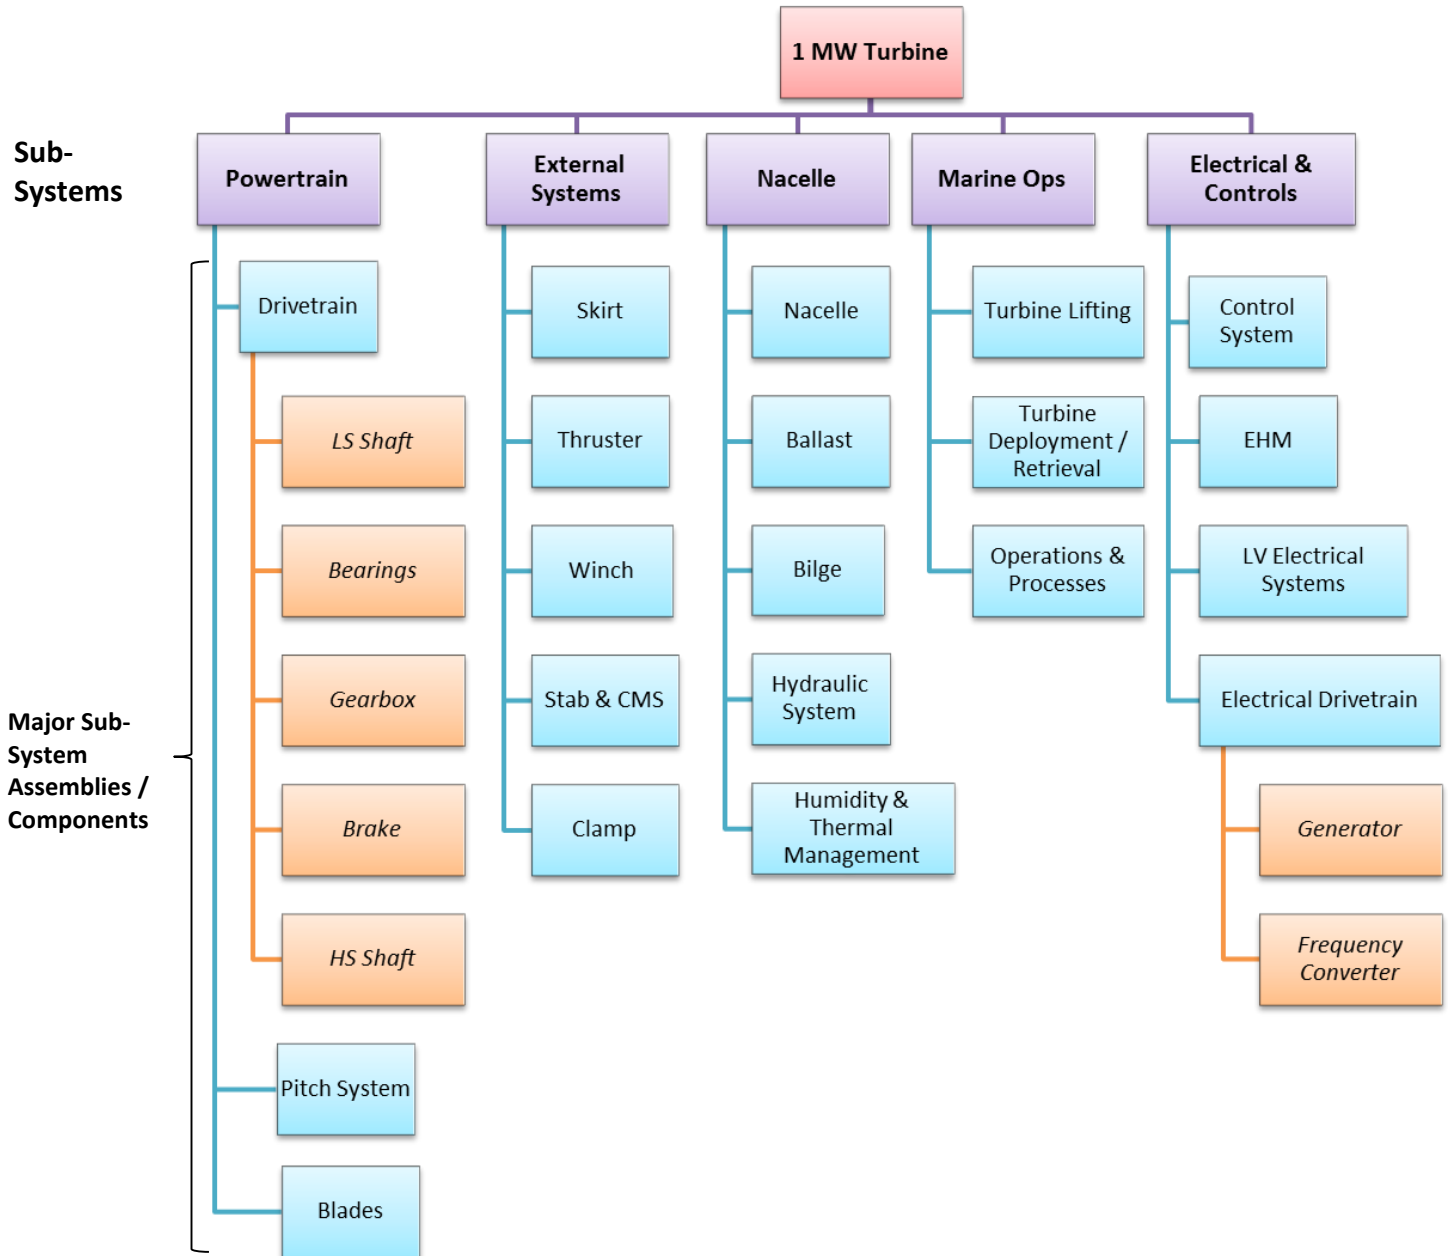 1 MW Turbine
Sub-
Systems
Powertrain
External
Systems
Nacelle
Marine Ops
Electrical &
Controls
Major Sub-
System
Assemblies /
Components
Drivetrain
LS Shaft
Bearings
Gearbox
Brake
HS Shaft
Pitch System
Blades
Skirt
Thruster
Winch
Stab & CMS
Clamp
Nacelle
Ballast
Bilge
Hydraulic
System
Humidity &
Thermal
Management
Turbine Lifting
Turbine
Deployment /
Retrieval
Operations &
Processes
Control
System
EHM
LV Electrical
Systems
Electrical Drivetrain
Generator
Frequency
Converter